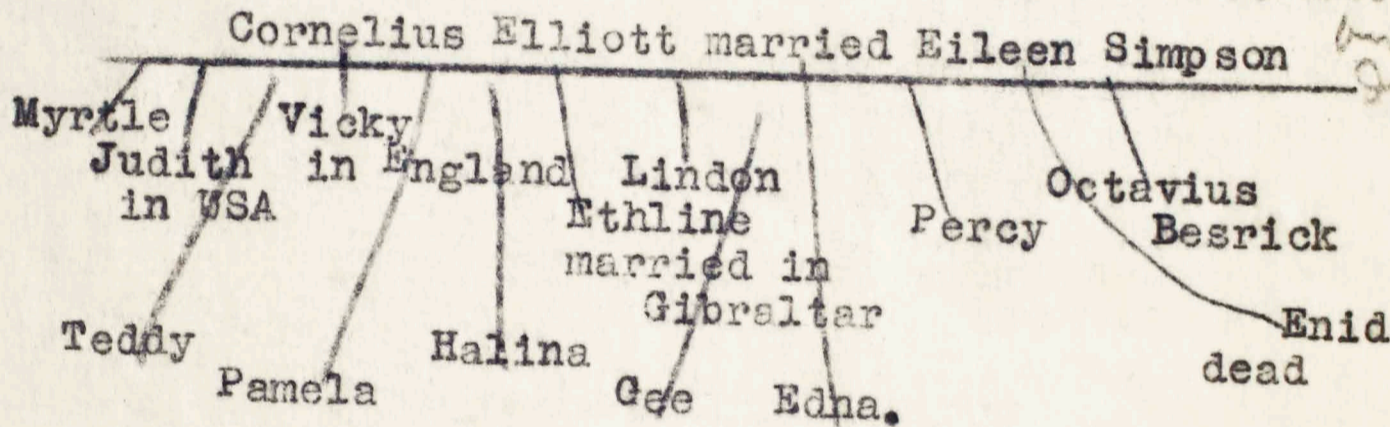 Cornelius Elliott married Eileen Simpson
Myrtle
Vicky
in England
Judith
in USA
Lindon
Ethline
married in
Gibraltar
Percy
Octavius
Besrick
Enid
dead
Teddy
Pamela
Halina
Gee
Edna.